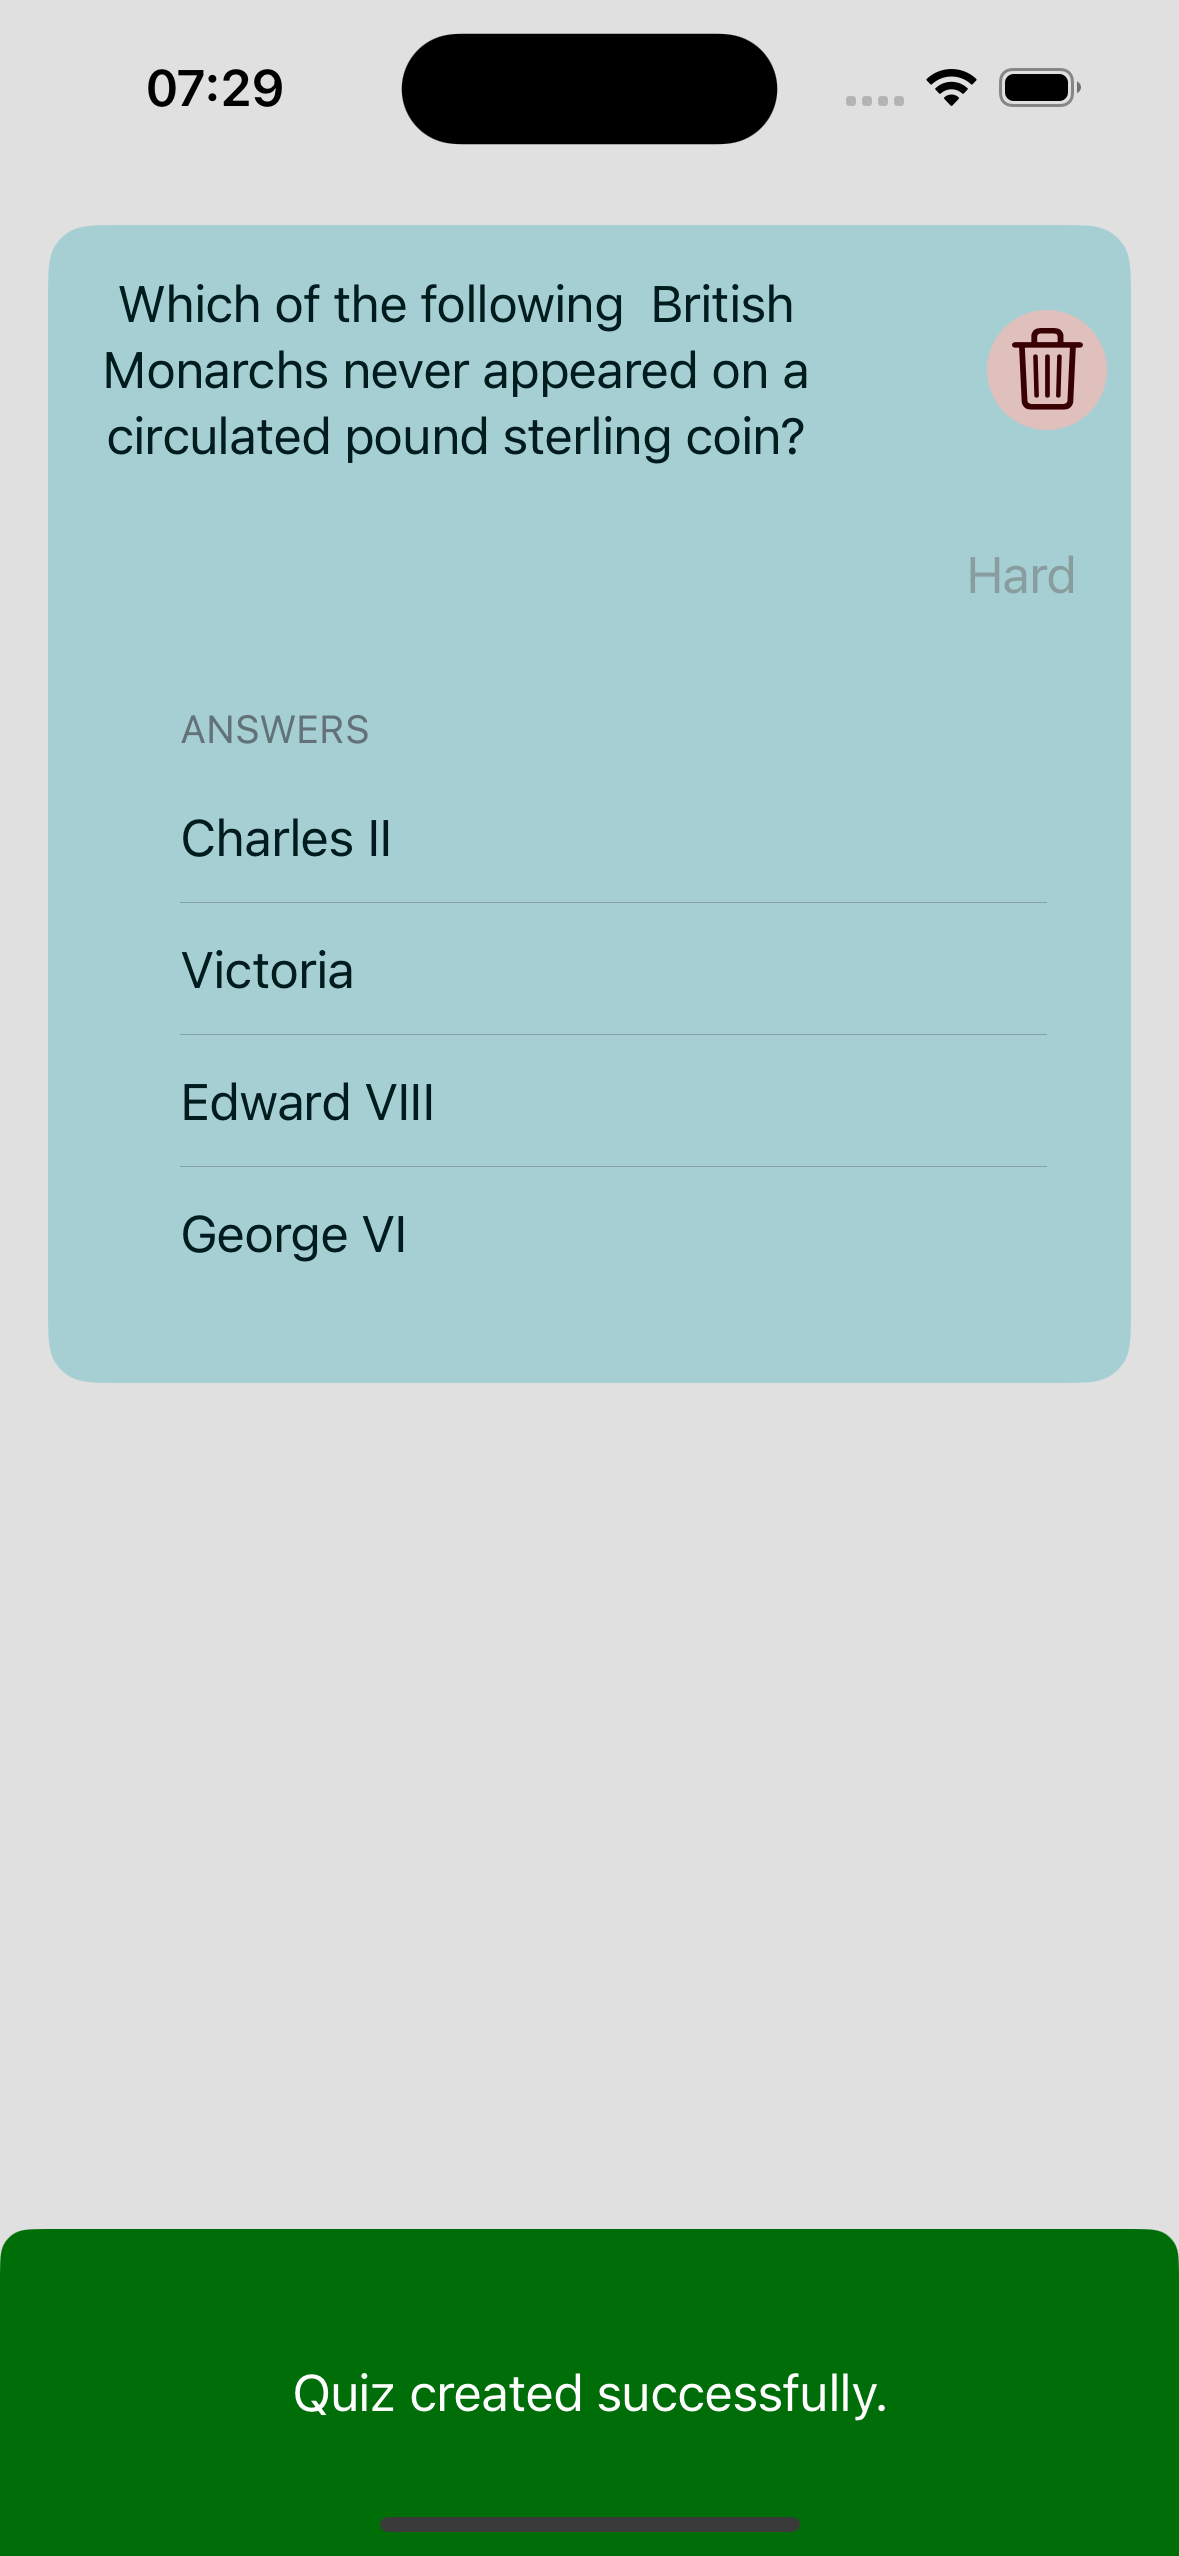 07:29
Which of the following  British
Monarchs never appeared on a
circulated pound sterling coin?
Hard
ANSWERS
Charles II
Victoria
Edward VIII
George VI
Quiz created successfully.